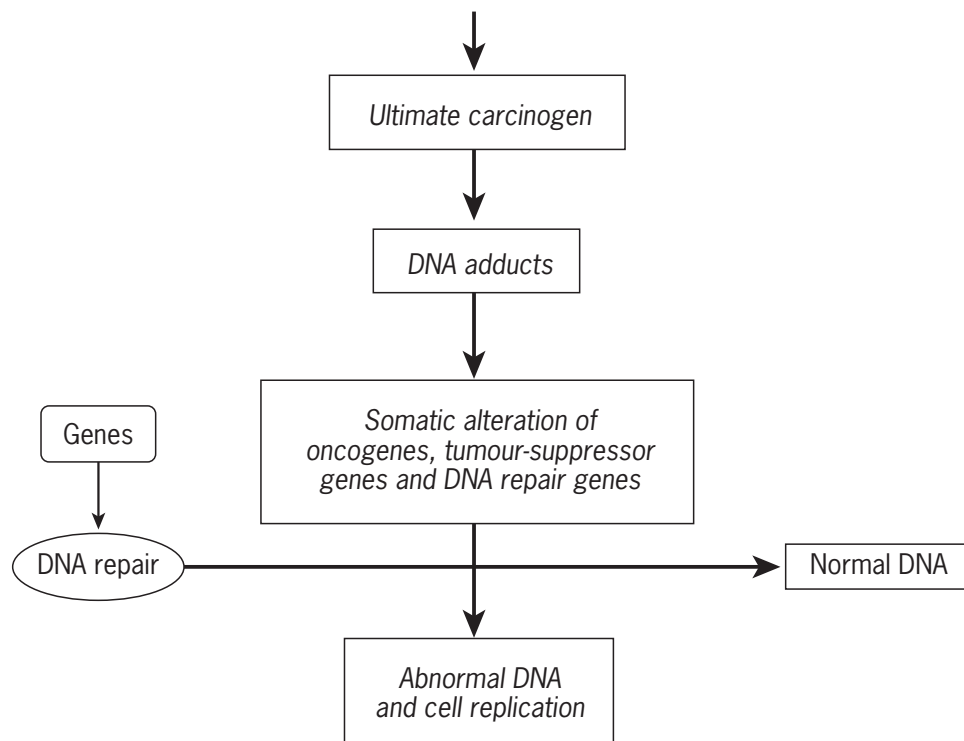 Ultimate carcinogen
DNA adducts
Somatic alteration of
oncogenes, tumour-suppressor
genes and DNA repair genes
Genes
DNA repair
Normal DNA
Abnormal DNA
and cell replication